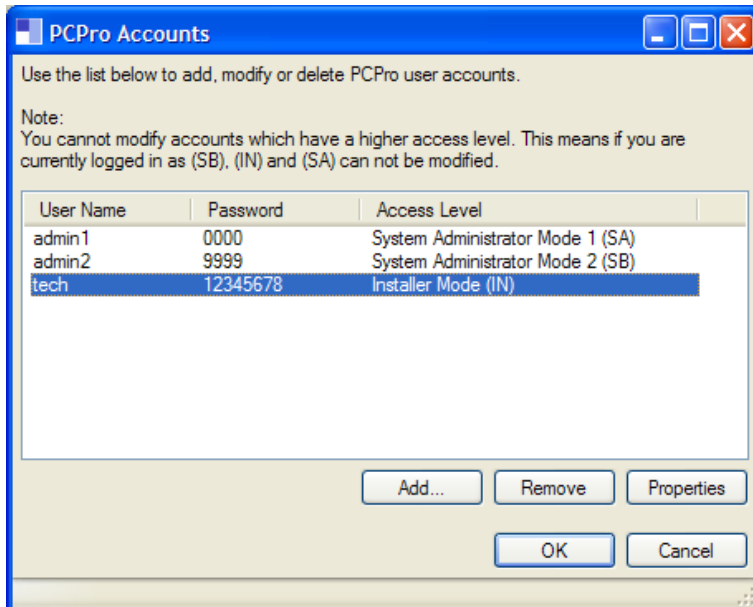 PCPro Accounts
Use the list below to add, modify or delete PCPro user accounts.
Note:
You cannot modify accounts which have a higher access level. This means if you are
currently logged in as (SB), (IN) and (SA) can not be modified.
User Name Password Access Level
admin1 0000 System Administrator Mode 1 (SA)
admin2 9999 System Administrator Mode 2 (SB)
tech 12345678 Installer Mode (IN)
Add... Remove Properties
OK Cancel